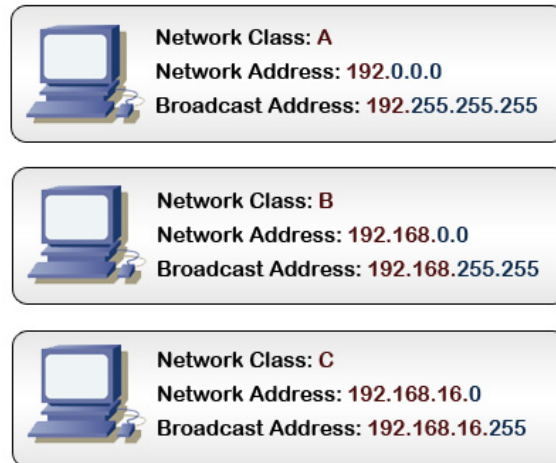 Network Class: A
Network Address: 192.0.0.0
Broadcast Address: 192.255.255.255
Network Class: B
Network Address: 192.168.0.0
Broadcast Address: 192.168.255.255
Network Class: C
Network Address: 192.168.16.0
Broadcast Address: 192.168.16.255